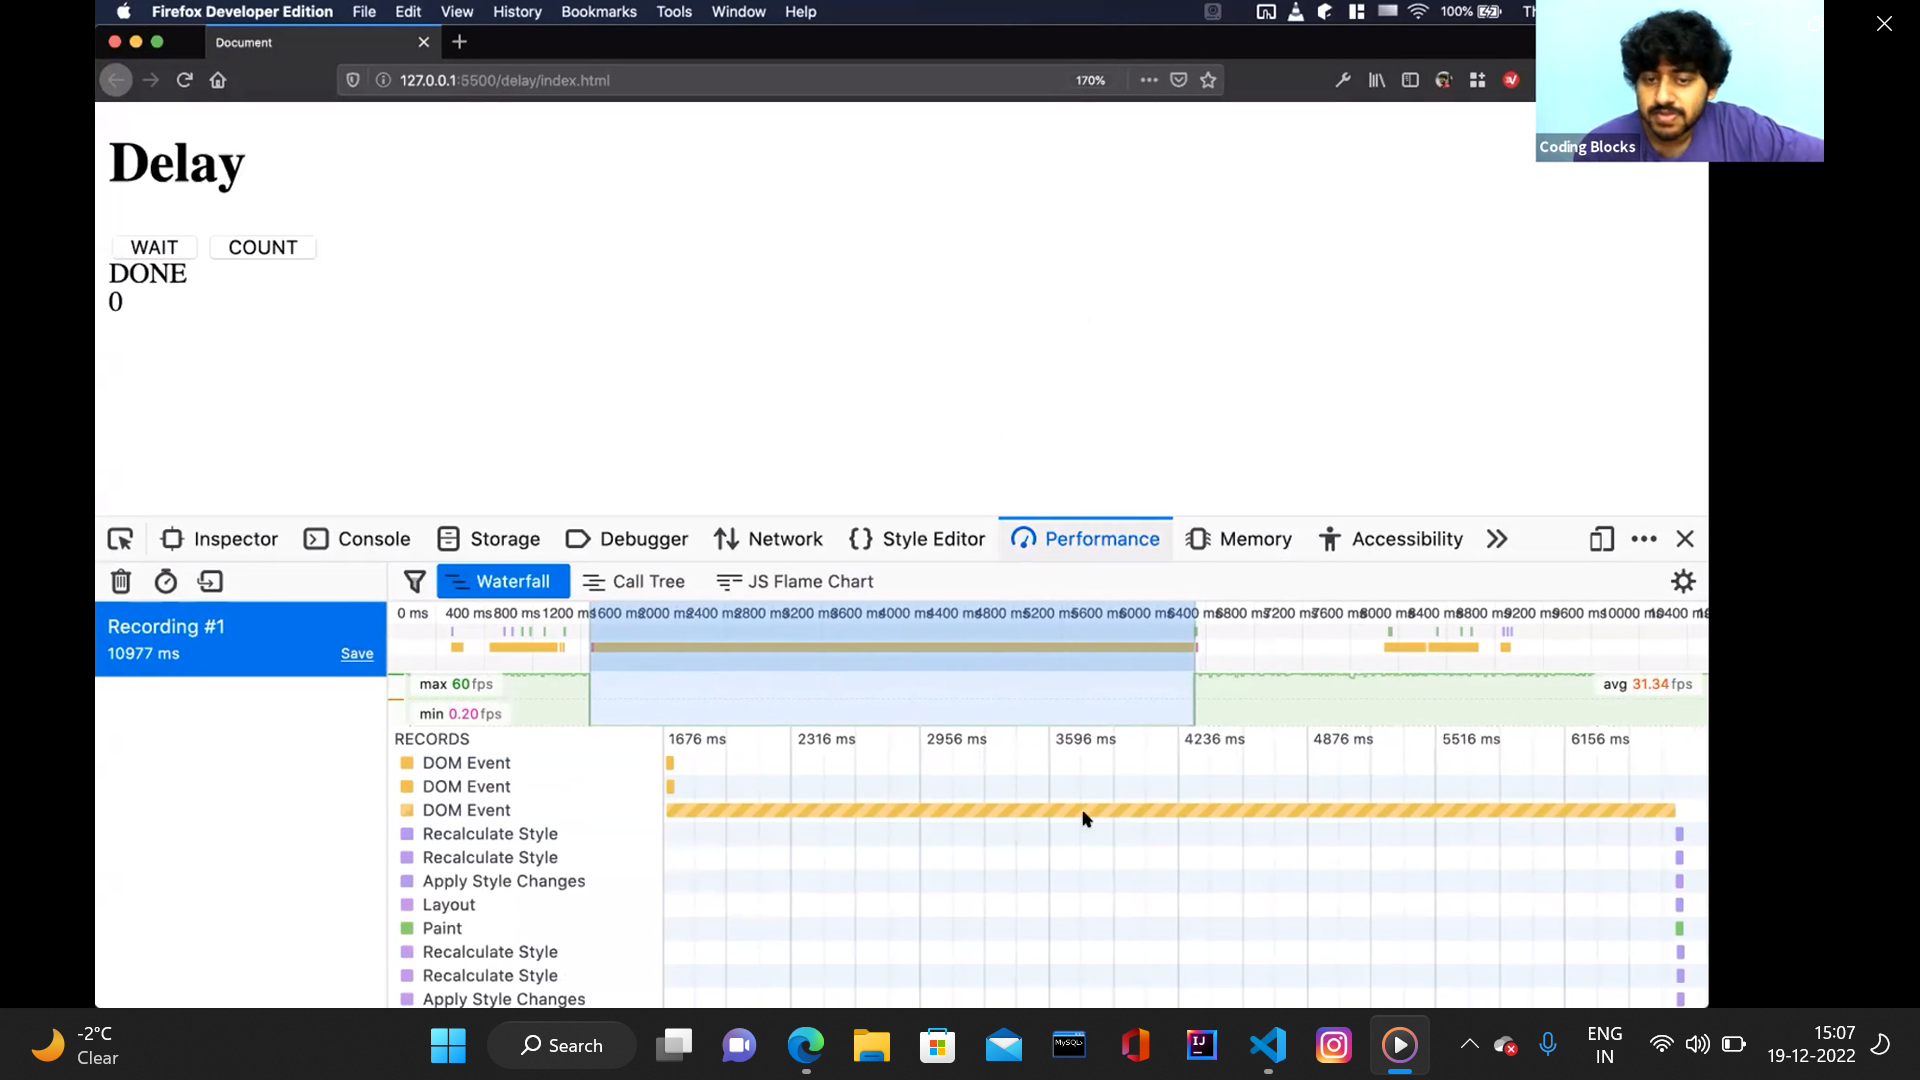 Firefox Developer Edition File Edit View History Bookmarks Tools Window Help 100%
Document
127.0.0.1:5500/delay/index.html 170%
Coding Blocks
Delay
WAIT COUNT
DONE
0
Inspector Console Storage Debugger Network Style Editor Performance Memory Accessibility
Waterfall Call Tree JS Flame Chart
Recording #1
10977 ms Save
0 ms 400 ms 800 ms 1200 ms 1600 ms 2000 ms 2400 ms 2800 ms 3200 ms 3600 ms 4000 ms 4400 ms 4800 ms 5200 ms 5600 ms 6000 ms 6400 ms 6800 ms 7200 ms 7600 ms 8000 ms 8400 ms 8800 ms 9200 ms 9600 ms 10000 ms 10400 ms
max 60 fps avg 31.34 fps
min 0.20 fps
RECORDS 1676 ms 2316 ms 2956 ms 3596 ms 4236 ms 4876 ms 5516 ms 6156 ms
DOM Event
DOM Event
DOM Event
Recalculate Style
Recalculate Style
Apply Style Changes
Layout
Paint
Recalculate Style
Recalculate Style
Apply Style Changes
-2°C
Clear
Search
MySQL
IJ
ENG
IN
15:07
19-12-2022